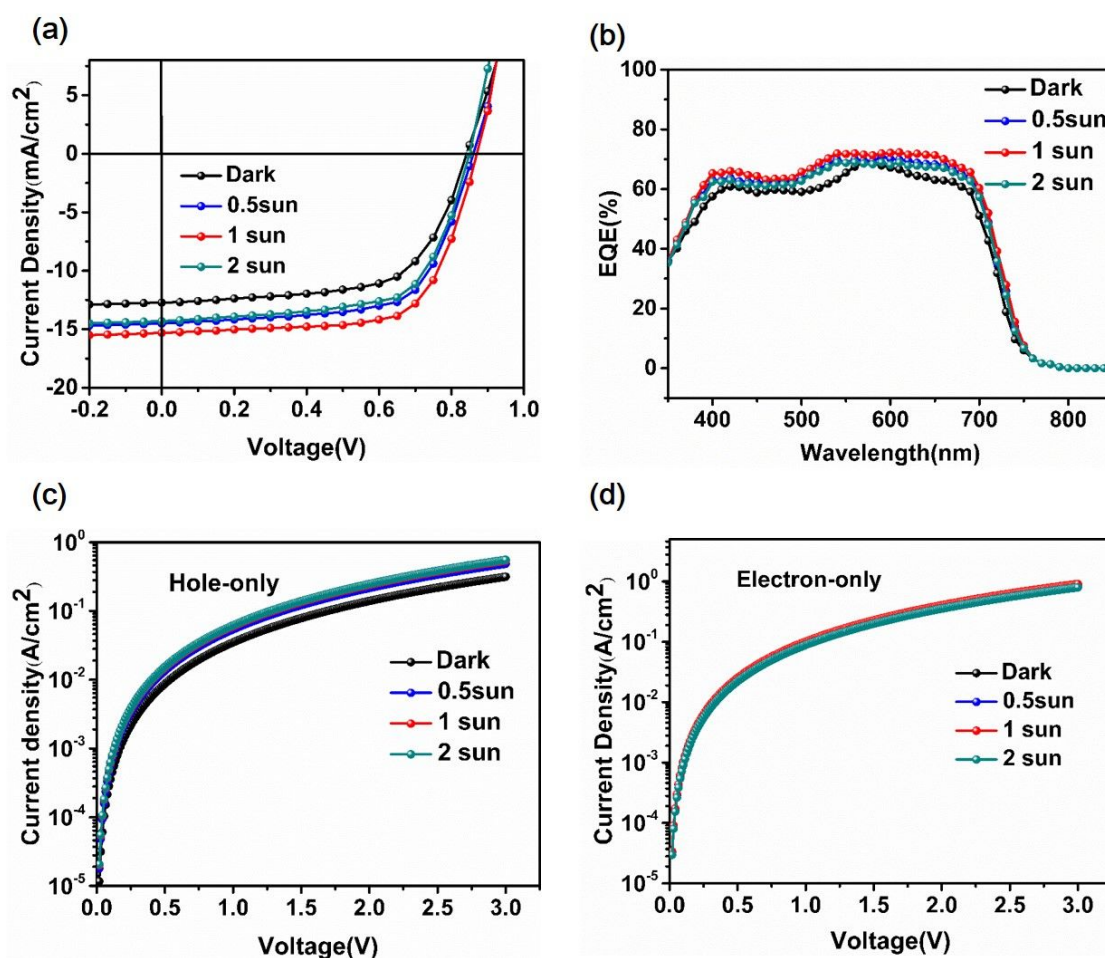 (a)
Current Density(mA/cm²)
5
0
-5
-10
-15
-20
Dark
0.5sun
1 sun
2 sun
-0.2 0.0 0.2 0.4 0.6 0.8 1.0
Voltage(V)
(b)
EQE(%)
100
80
60
40
20
0
Dark
0.5sun
1 sun
2 sun
400 500 600 700 800
Wavelength(nm)
(c)
Current density(A/cm²)
10⁰
10⁻¹
10⁻²
10⁻³
10⁻⁴
10⁻⁵
Hole-only
Dark
0.5sun
1 sun
2 sun
0.0 0.5 1.0 1.5 2.0 2.5 3.0
Voltage(V)
(d)
Current Density(A/cm²)
10⁰
10⁻¹
10⁻²
10⁻³
10⁻⁴
10⁻⁵
Electron-only
Dark
0.5sun
1 sun
2 sun
0.0 0.5 1.0 1.5 2.0 2.5 3.0
Voltage(V)